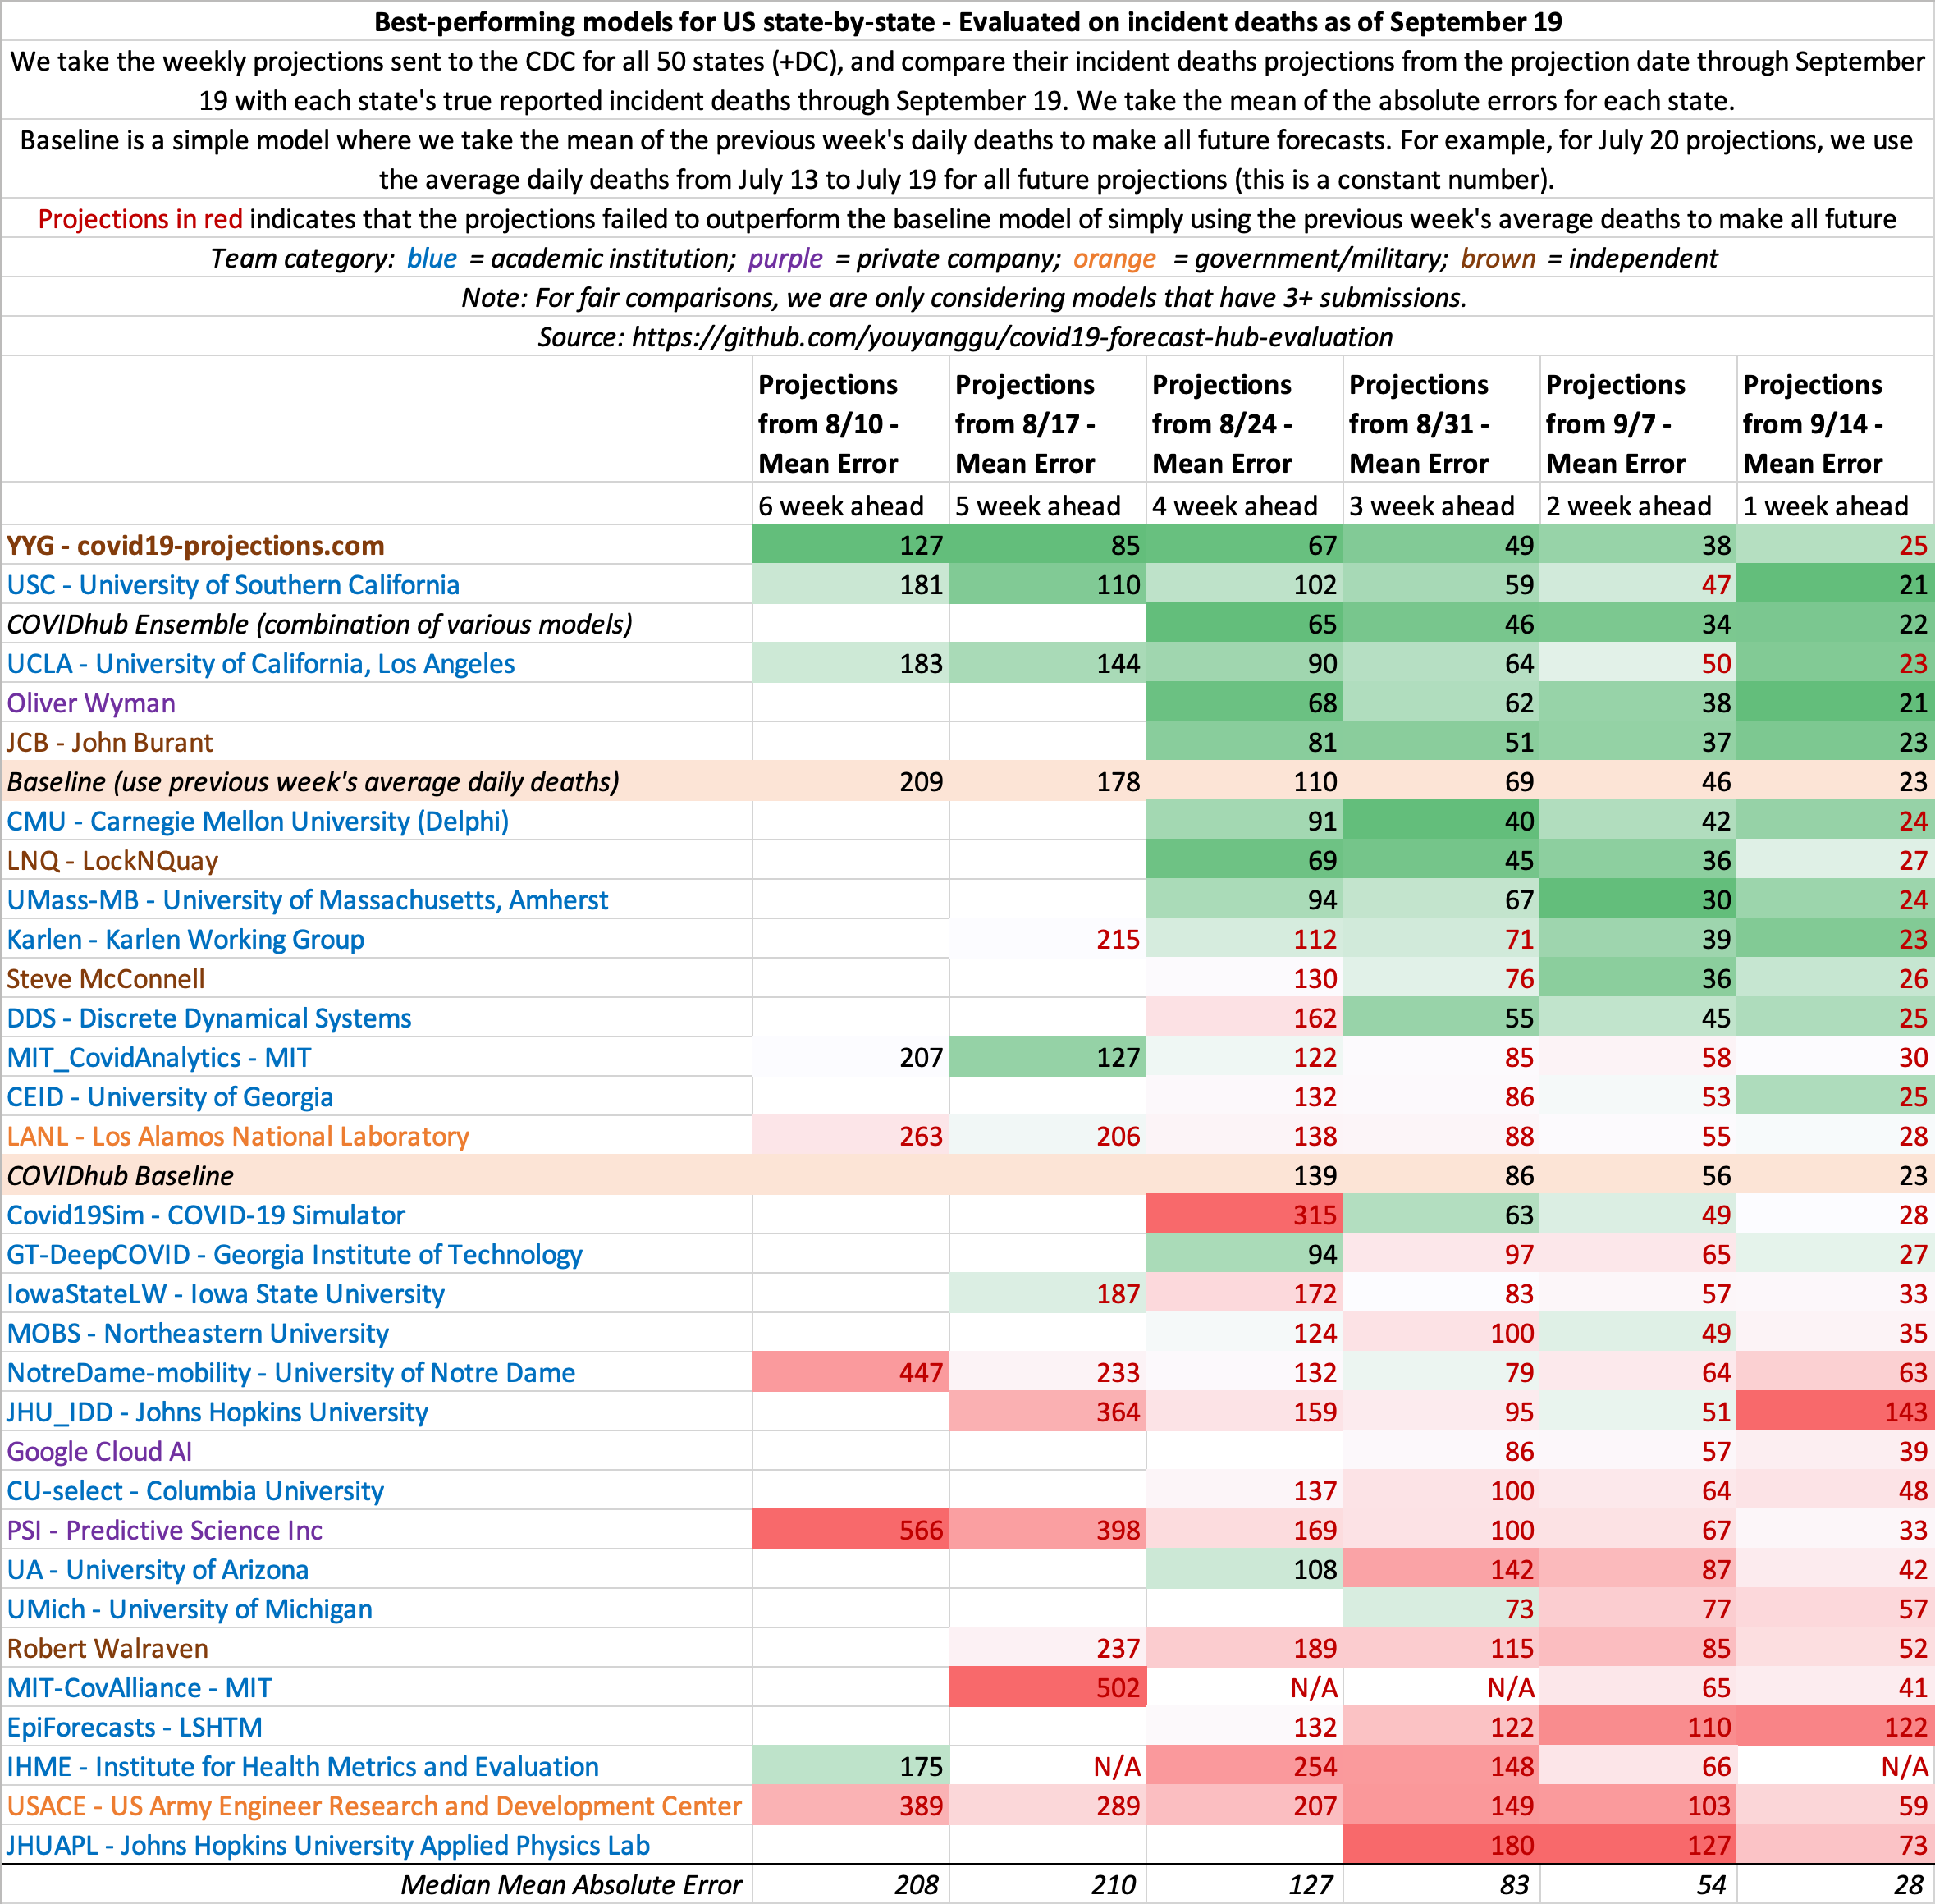 Best-performing models for US state-by-state - Evaluated on incident deaths as of September 19
We take the weekly projections sent to the CDC for all 50 states (+DC), and compare their incident deaths projections from the projection date through September
19 with each state's true reported incident deaths through September 19. We take the mean of the absolute errors for each state.
Baseline is a simple model where we take the mean of the previous week's daily deaths to make all future forecasts. For example, for July 20 projections, we use
the average daily deaths from July 13 to July 19 for all future projections (this is a constant number).
Projections in red indicates that the projections failed to outperform the baseline model of simply using the previous week's average deaths to make all future
Team category: blue = academic institution; purple = private company; orange = government/military; brown = independent
Note: For fair comparisons, we are only considering models that have 3+ submissions.
Source: https://github.com/youyanggu/covid19-forecast-hub-evaluation
Projections Projections Projections Projections Projections Projections
from 8/10 - from 8/17 - from 8/24 - from 8/31 - from 9/7 - from 9/14 -
Mean Error Mean Error Mean Error Mean Error Mean Error Mean Error
6 week ahead 5 week ahead 4 week ahead 3 week ahead 2 week ahead 1 week ahead
YYG - covid19-projections.com 127 85 67 49 38 25
USC - University of Southern California 181 110 102 59 47 21
COVIDhub Ensemble (combination of various models) 65 46 34 22
UCLA - University of California, Los Angeles 183 144 90 64 50 23
Oliver Wyman 68 62 38 21
JCB - John Burant 81 51 37 23
Baseline (use previous week's average daily deaths) 209 178 110 69 46 23
CMU - Carnegie Mellon University (Delphi) 91 40 42 24
LNQ - LockNQuay 69 45 36 27
UMass-MB - University of Massachusetts, Amherst 94 67 30 24
Karlen - Karlen Working Group 215 112 71 39 23
Steve McConnell 130 76 36 26
DDS - Discrete Dynamical Systems 162 55 45 25
MIT_CovidAnalytics - MIT 207 127 122 85 58 30
CEID - University of Georgia 132 86 53 25
LANL - Los Alamos National Laboratory 263 206 138 88 55 28
COVIDhub Baseline 139 86 56 23
Covid19Sim - COVID-19 Simulator 315 63 49 28
GT-DeepCOVID - Georgia Institute of Technology 94 97 65 27
IowaStateLW - Iowa State University 187 172 83 57 33
MOBS - Northeastern University 124 100 49 35
NotreDame-mobility - University of Notre Dame 447 233 132 79 64 63
JHU_IDD - Johns Hopkins University 364 159 95 51 143
Google Cloud AI 86 57 39
CU-select - Columbia University 137 100 64 48
PSI - Predictive Science Inc 566 398 169 100 67 33
UA - University of Arizona 108 142 87 42
UMich - University of Michigan 73 77 57
Robert Walraven 237 189 115 85 52
MIT-CovAlliance - MIT 502 N/A N/A 65 41
EpiForecasts - LSHTM 132 122 110 122
IHME - Institute for Health Metrics and Evaluation 175 N/A 254 148 66 N/A
USACE - US Army Engineer Research and Development Center 389 289 207 149 103 59
JHUAPL - Johns Hopkins University Applied Physics Lab 180 127 73
Median Mean Absolute Error 208 210 127 83 54 28